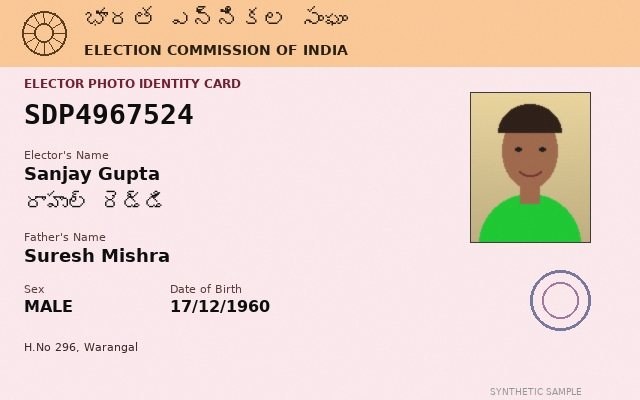 భారత ఎన్నికల సంఘం
ELECTION COMMISSION OF INDIA
ELECTOR PHOTO IDENTITY CARD
SDP4967524
Elector's Name
Sanjay Gupta
రాహుల్ రెడ్డి
Father's Name
Suresh Mishra
Sex
Date of Birth
MALE
17/12/1960
H.No 296, Warangal
SYNTHETIC SAMPLE